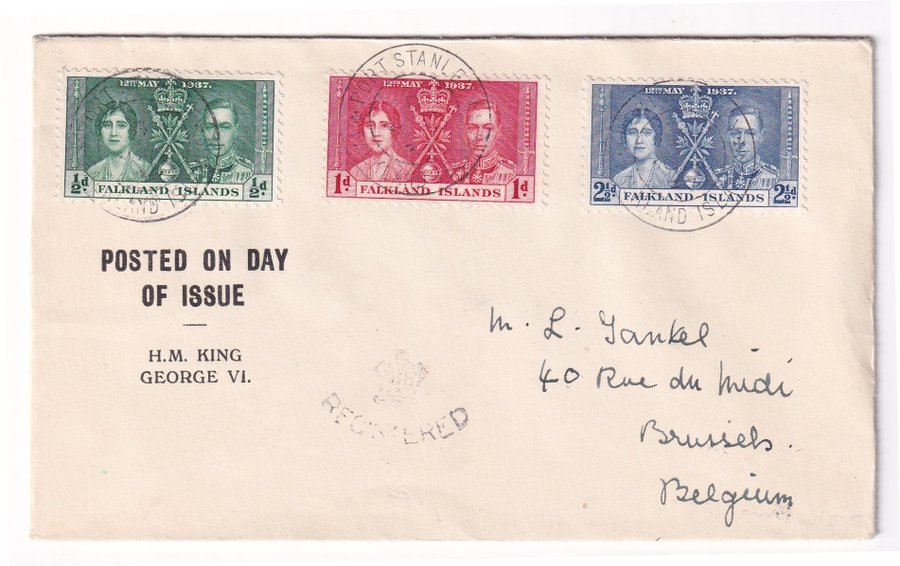 12TH MAY 1937.
½d FALKLAND ISLANDS ½d
PORT STANLE
12TH MAY 1937.
1d FALKLAND ISLANDS 1d
12TH MAY 1937.
2½d. FALKLAND ISLANDS 2½d.
POSTED ON DAY
OF ISSUE
H.M. KING
GEORGE VI.
REGISTERED
M. L. Yankel
40 Rue du Midi
Brussels.
Belgium